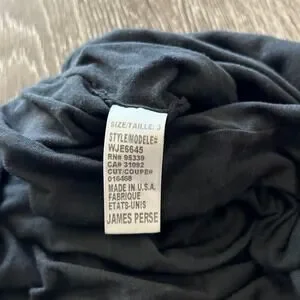 SIZE/TAILLE: 3
STYLE/MODELE#
WJE6645
RN# 95339
CA# 31092
CUT/COUPE#
016468
MADE IN U.S.A.
FABRIQUE
ETATS-UNIS
JAMES PERSE